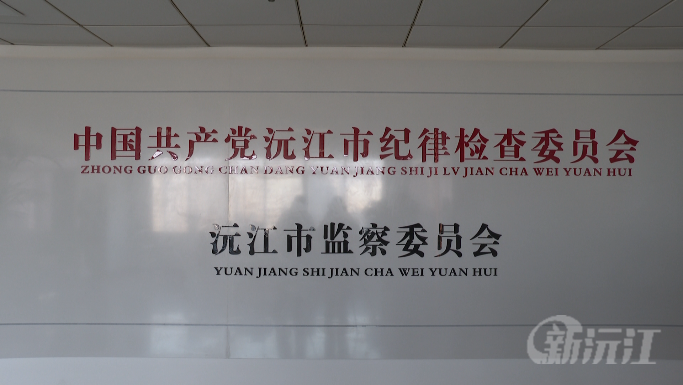 中国共产党沅江市纪律检查委员会
ZHONG GUO GONG CHAN DANG YUAN JIANG SHI JI LV JIAN CHA WEI YUAN HUI
沅江市监察委员会
YUAN JIANG SHI JIAN CHA WEI YUAN HUI
新沅江